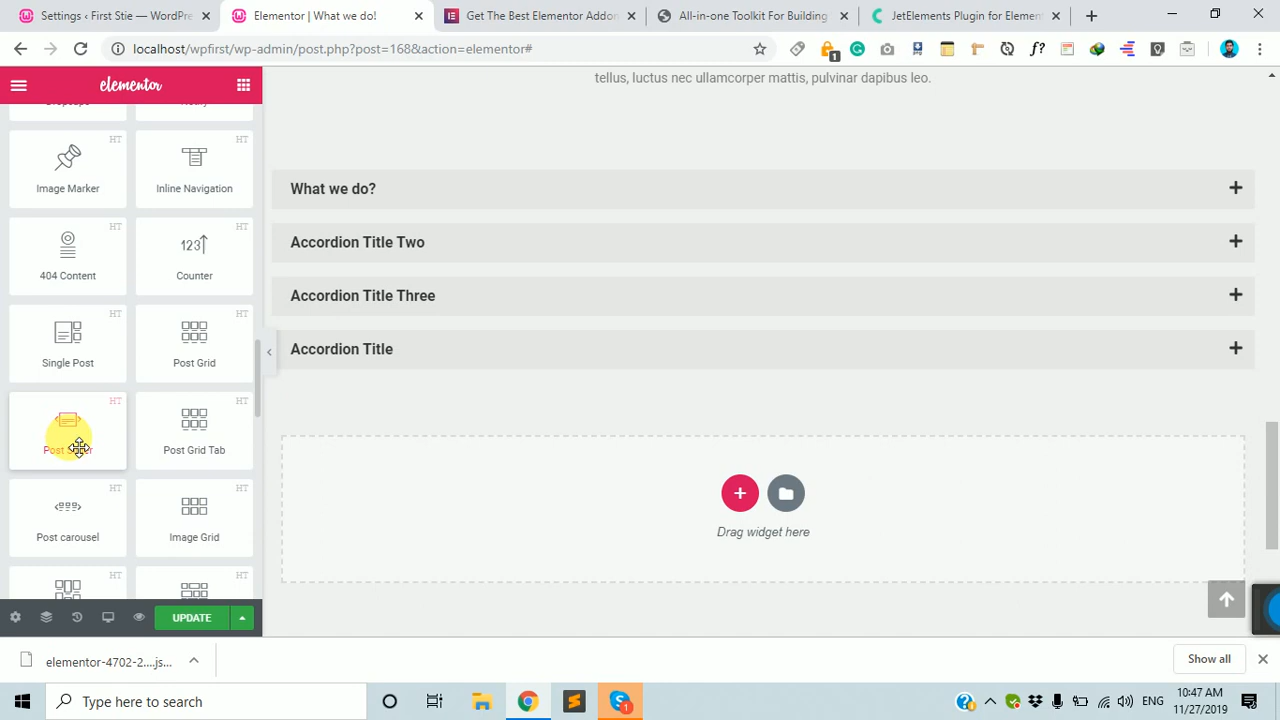 Settings ‹ First — WordP
Elementor | What we do!
Get The Best Elementor Addo
All-in-one Toolkit For Building
JetElements Plugin for Elemen
localhost/wpfirst/wp-admin/post.php?post=168&action=elementor#
1
f?
elementor
tellus, luctus nec ullamcorper mattis, pulvinar dapibus leo.
HT
HT
Image Marker
Inline Navigation
What we do?
HT
HT
123
404 Content
Counter
Accordion Title Two
Accordion Title Three
HT
HT
Single Post
Post Grid
Accordion Title
HT
HT
Post
Post Grid Tab
HT
HT
Post carousel
Image Grid
Drag widget here
HT
HT
UPDATE
elementor-4702-2....js...
Show all
Type here to search
1
ENG
10:47 AM
11/27/2019